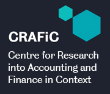 CRAFiC
Centre for Research
into Accounting and
Finance in Context